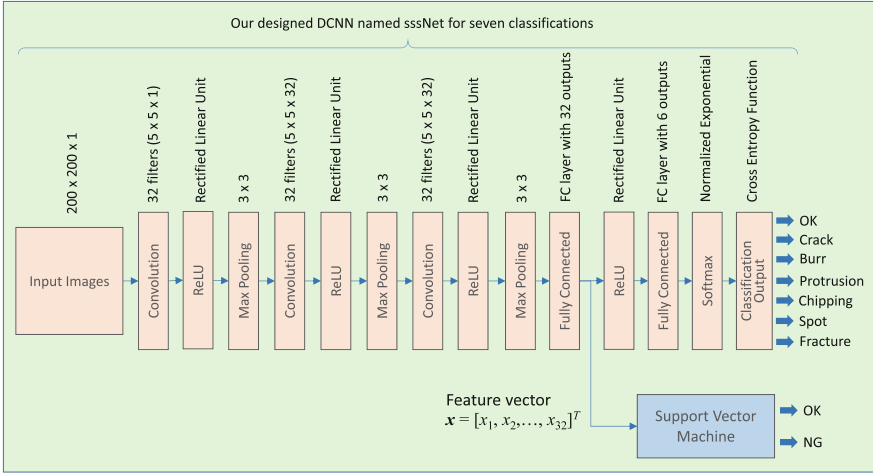 Our designed DCNN named sssNet for seven classifications
200 x 200 x 1
32 filters (5 x 5 x 1)
Rectified Linear Unit
3 x 3
32 filters (5 x 5 x 32)
Rectified Linear Unit
3 x 3
32 filters (5 x 5 x 32)
Rectified Linear Unit
3 x 3
FC layer with 32 outputs
Rectified Linear Unit
FC layer with 6 outputs
Normalized Exponential
Cross Entropy Function
Input Images
Convolution
ReLU
Max Pooling
Convolution
ReLU
Max Pooling
Convolution
ReLU
Max Pooling
Fully Connected
ReLU
Fully Connected
Softmax
Classification
Output
OK
Crack
Burr
Protrusion
Chipping
Spot
Fracture
Feature vector
x = [x1, x2,…, x32]T
Support Vector
Machine
OK
NG